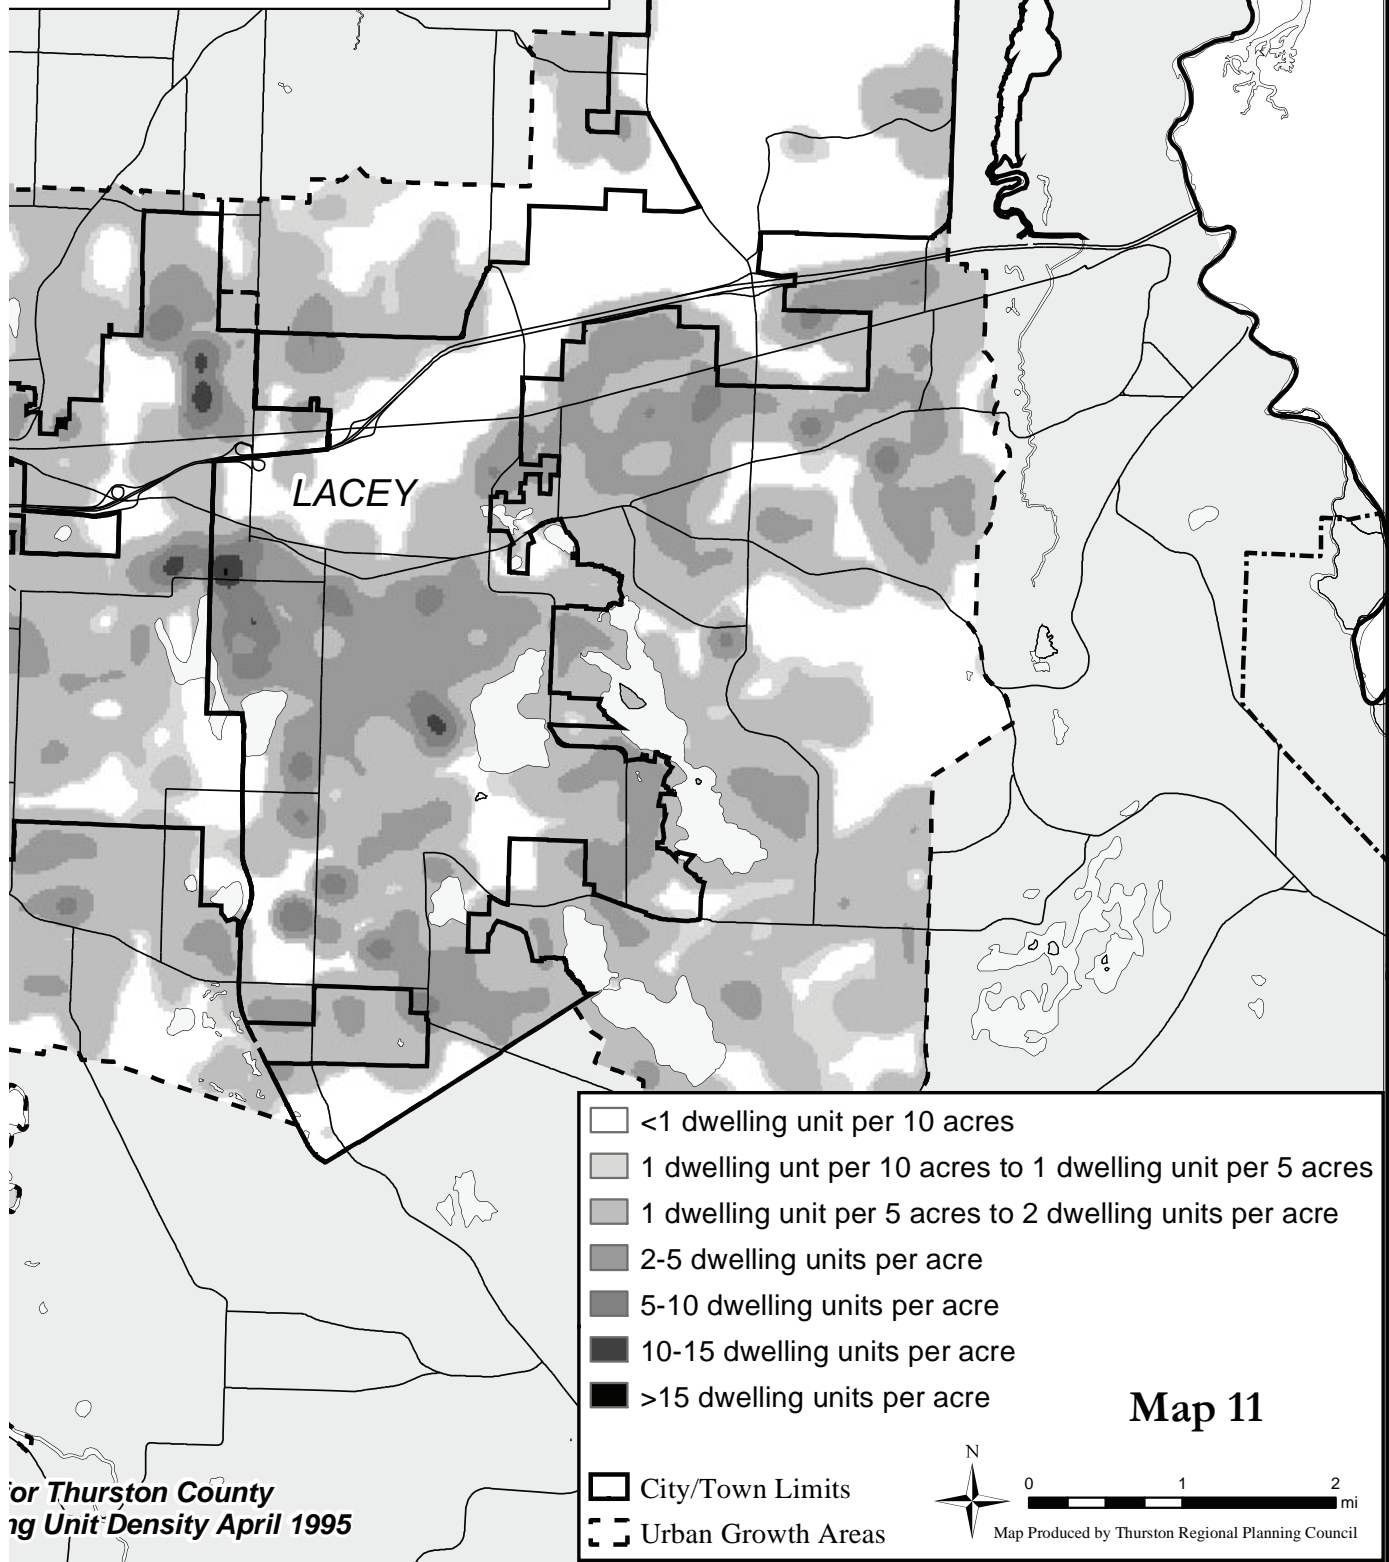 LACEY
<1 dwelling unit per 10 acres
1 dwelling unt per 10 acres to 1 dwelling unit per 5 acres
1 dwelling unit per 5 acres to 2 dwelling units per acre
2-5 dwelling units per acre
5-10 dwelling units per acre
10-15 dwelling units per acre
>15 dwelling units per acre
Map 11
N
City/Town Limits
0 1 2
mi
Urban Growth Areas
Map Produced by Thurston Regional Planning Council
or Thurston County
ng Unit Density April 1995